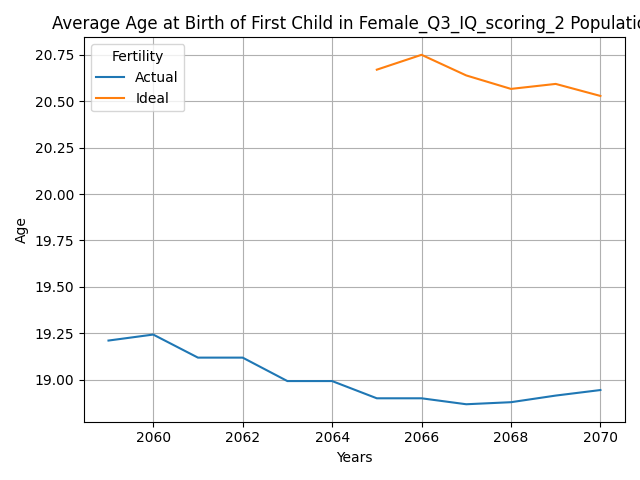 Average Age at Birth of First Child in Female_Q3_IQ_scoring_2 Populatio
Fertility
Actual
Ideal
20.75
20.50
20.25
20.00
19.75
19.50
19.25
19.00
Age
2060 2062 2064 2066 2068 2070
Years